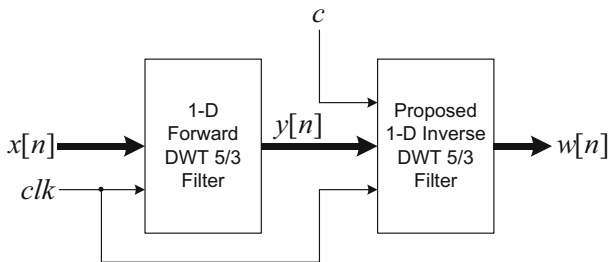 c
1-D
Forward
DWT 5/3
Filter
Proposed
1-D Inverse
DWT 5/3
Filter
x[n]
y[n]
w[n]
clk